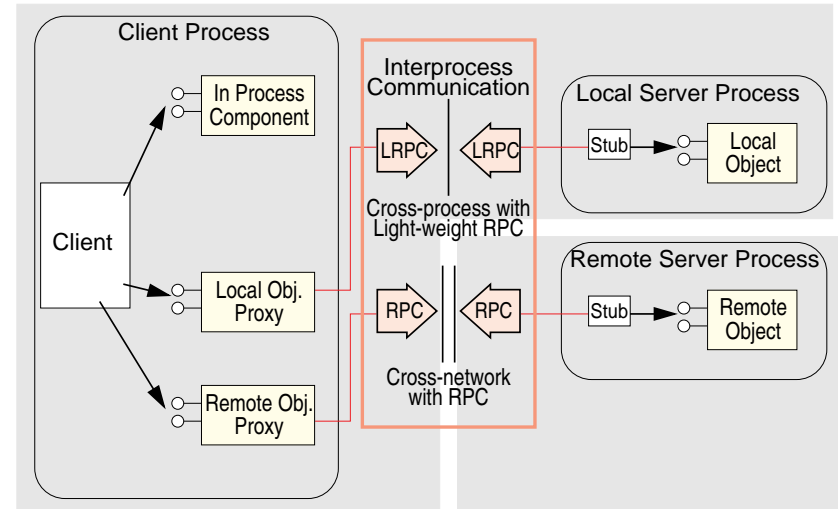 Client Process
In Process
Component
Client
Local Obj.
Proxy
Remote Obj.
Proxy
Interprocess
Communication
LRPC
LRPC
Cross-process with
Light-weight RPC
RPC
RPC
Cross-network
with RPC
Local Server Process
Stub
Local
Object
Remote Server Process
Stub
Remote
Object